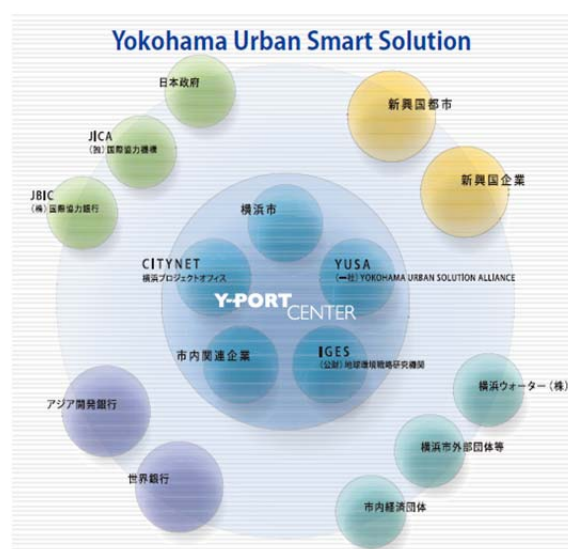 Yokohama Urban Smart Solution
日本政府
新興国都市
JICA
(独)国際協力機構
新興国企業
JBIC
(株)国際協力銀行
横浜市
CITYNET
横浜プロジェクトオフィス
YUSA
(一社) YOKOHAMA URBAN SOLUTION ALLIANCE
Y-PORT CENTER
市内関連企業
IGES
(公財)地球環境戦略研究機関
アジア開発銀行
横浜ウォーター(株)
横浜市外部団体等
世界銀行
市内経済団体